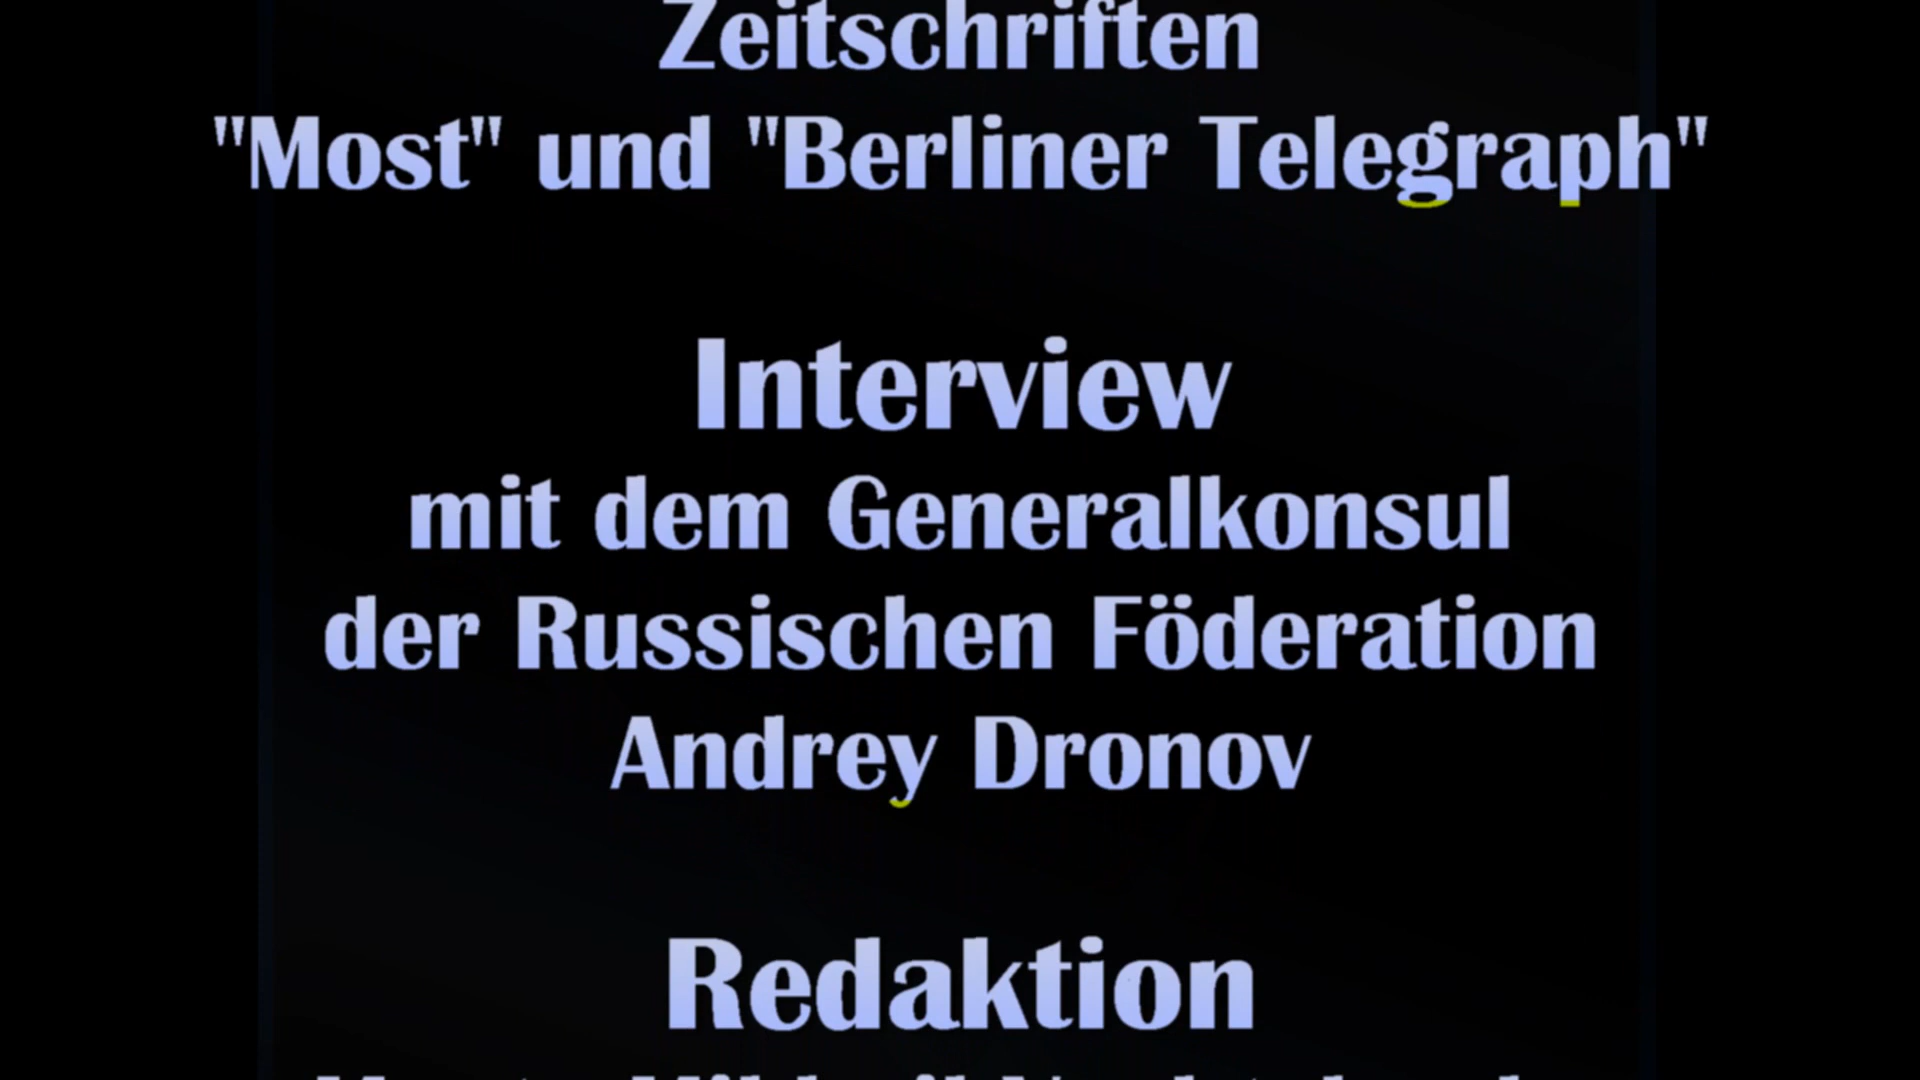 Zeitschriften
"Most" und "Berliner Telegraph"
Interview
mit dem Generalkonsul
der Russischen Föderation
Andrey Dronov
Redaktion